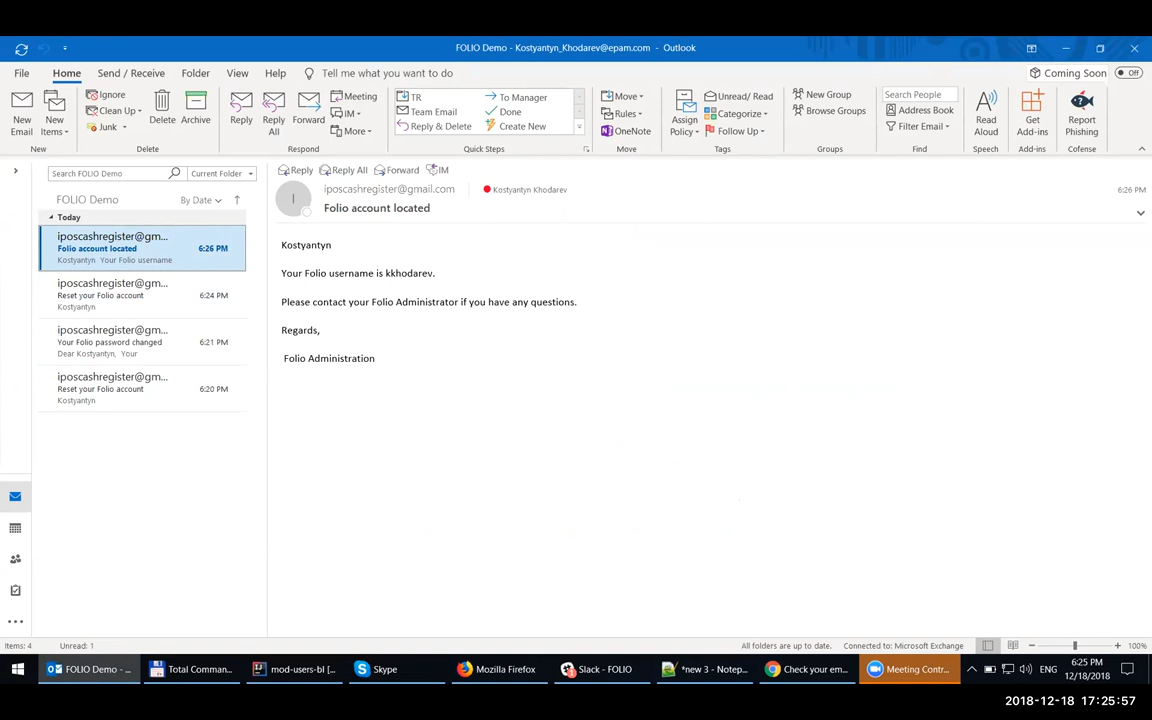 FOLIO Demo - Kostyantyn_Khodarev@epam.com - Outlook
File Home Send / Receive Folder View Help Tell me what you want to do Coming Soon Off
New Email
New Items
New
Ignore
Clean Up
Junk
Delete
Archive
Delete
Reply
Reply All
Forward
Meeting
IM
More
Respond
TR
Team Email
Reply & Delete
To Manager
Done
Create New
Quick Steps
Move
Rules
OneNote
Move
Assign Policy
Unread/ Read
Categorize
Follow Up
Tags
New Group
Browse Groups
Groups
Search People
Address Book
Filter Email
Find
Read Aloud
Speech
Get Add-ins
Add-ins
Report Phishing
Cofense
Search FOLIO Demo Current Folder
FOLIO Demo By Date
Today
iposcashregister@gm...
Folio account located 6:26 PM
Kostyantyn Your Folio username
iposcashregister@gm...
Reset your Folio account 6:24 PM
Kostyantyn
iposcashregister@gm...
Your Folio password changed 6:21 PM
Dear Kostyantyn, Your
iposcashregister@gm...
Reset your Folio account 6:20 PM
Kostyantyn
Reply Reply All Forward IM
I
iposcashregister@gmail.com Kostyantyn Khodarev 6:26 PM
Folio account located
Kostyantyn
Your Folio username is kkhodarev.
Please contact your Folio Administrator if you have any questions.
Regards,
Folio Administration
Items: 4 Unread: 1 All folders are up to date. Connected to: Microsoft Exchange 100%
FOLIO Demo - ... Total Comman... mod-users-bl [... Skype Mozilla Firefox Slack - FOLIO *new 3 - Notep... Check your em... Meeting Contr... ENG 6:25 PM
12/18/2018
2018-12-18 17:25:57